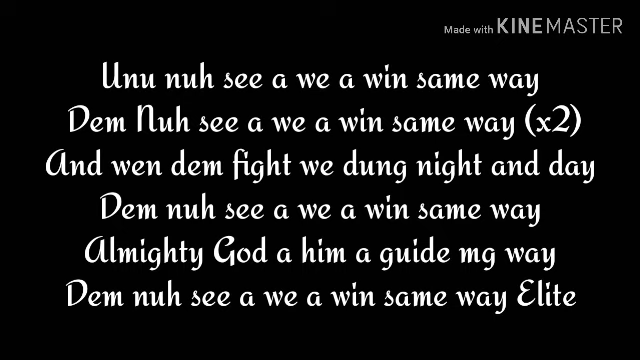 Made with KINEMASTER
Unu nuh see a we a win same way
Dem Nuh see a we a win same way (x2)
And wen dem fight we dung night and day
Dem nuh see a we a win same way
Almighty God a him a guide mg way
Dem nuh see a we a win same way Elite